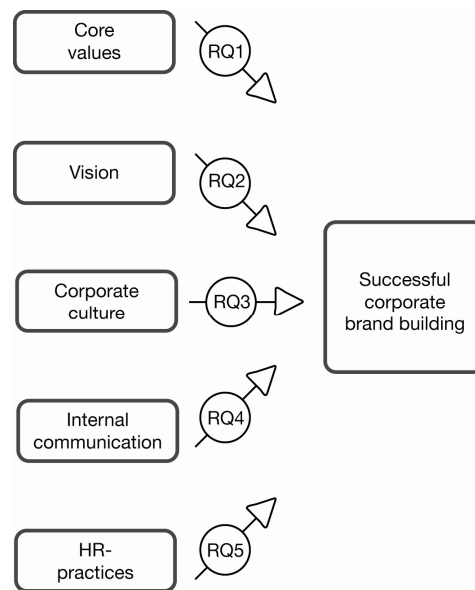 Core
values
RQ1
Vision
RQ2
Corporate
culture
RQ3
Successful
corporate
brand building
Internal
communication
RQ4
HR-
practices
RQ5